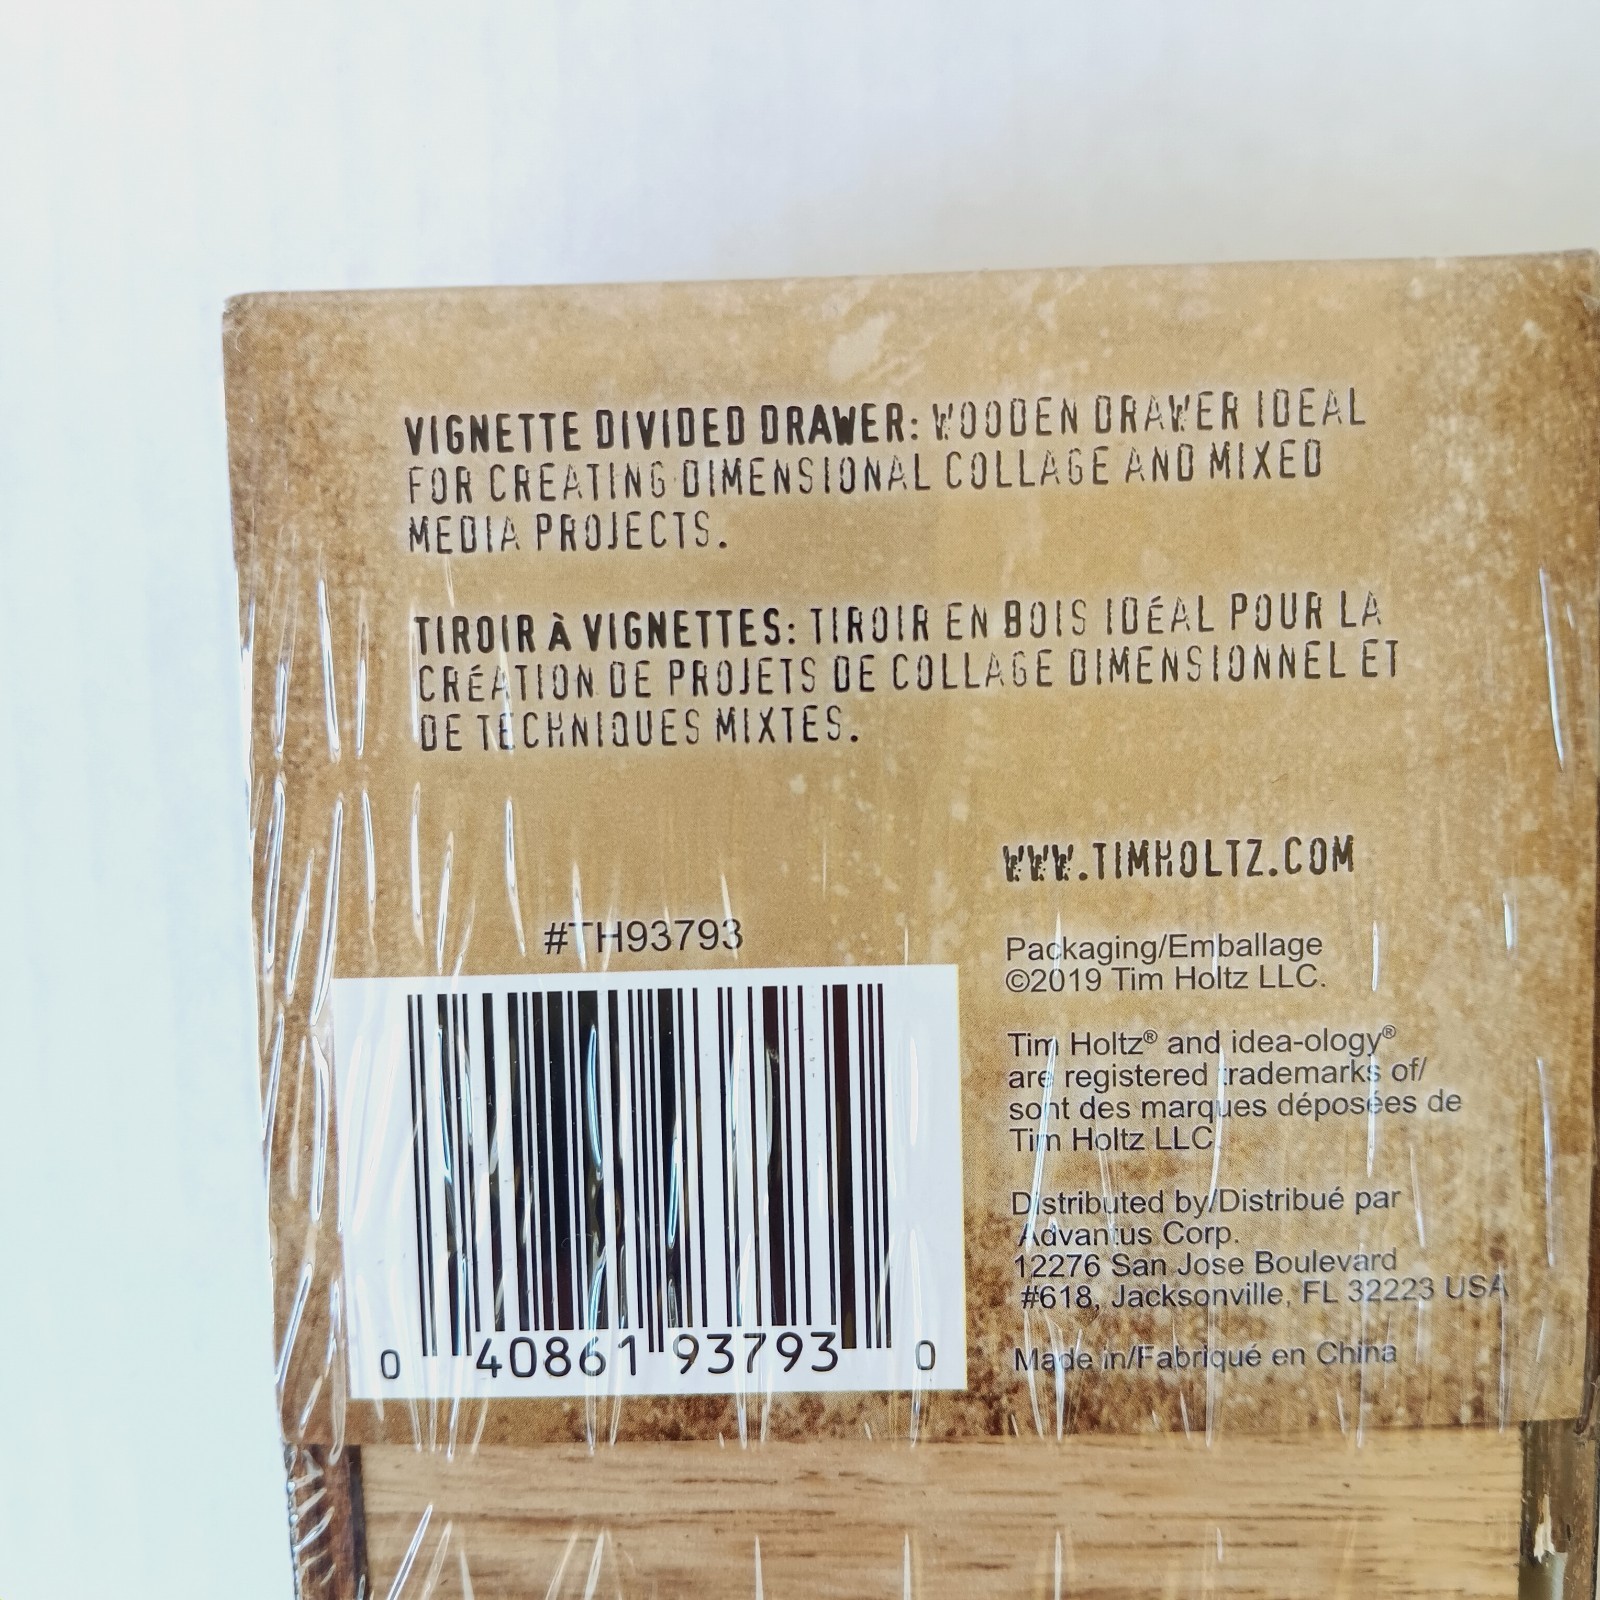 VIGNETTE DIVIDED DRAWER: WOODEN DRAWER IDEAL
FOR CREATING DIMENSIONAL COLLAGE AND MIXED
MEDIA PROJECTS.
TIROIR À VIGNETTES: TIROIR EN BOIS IDÉAL POUR LA
CRÉATION DE PROJETS DE COLLAGE DIMENSIONNEL ET
DE TECHNIQUES MIXTES.
WWW.TIMHOLTZ.COM
#TH93793
0 40861 93793 0
Packaging/Emballage
©2019 Tim Holtz LLC.
Tim Holtz® and idea-ology®
are registered trademarks of/
sont des marques déposées de
Tim Holtz LLC
Distributed by/Distribué par
Advantus Corp.
12276 San Jose Boulevard
#618, Jacksonville, FL 32223 USA
Made in/Fabriqué en China